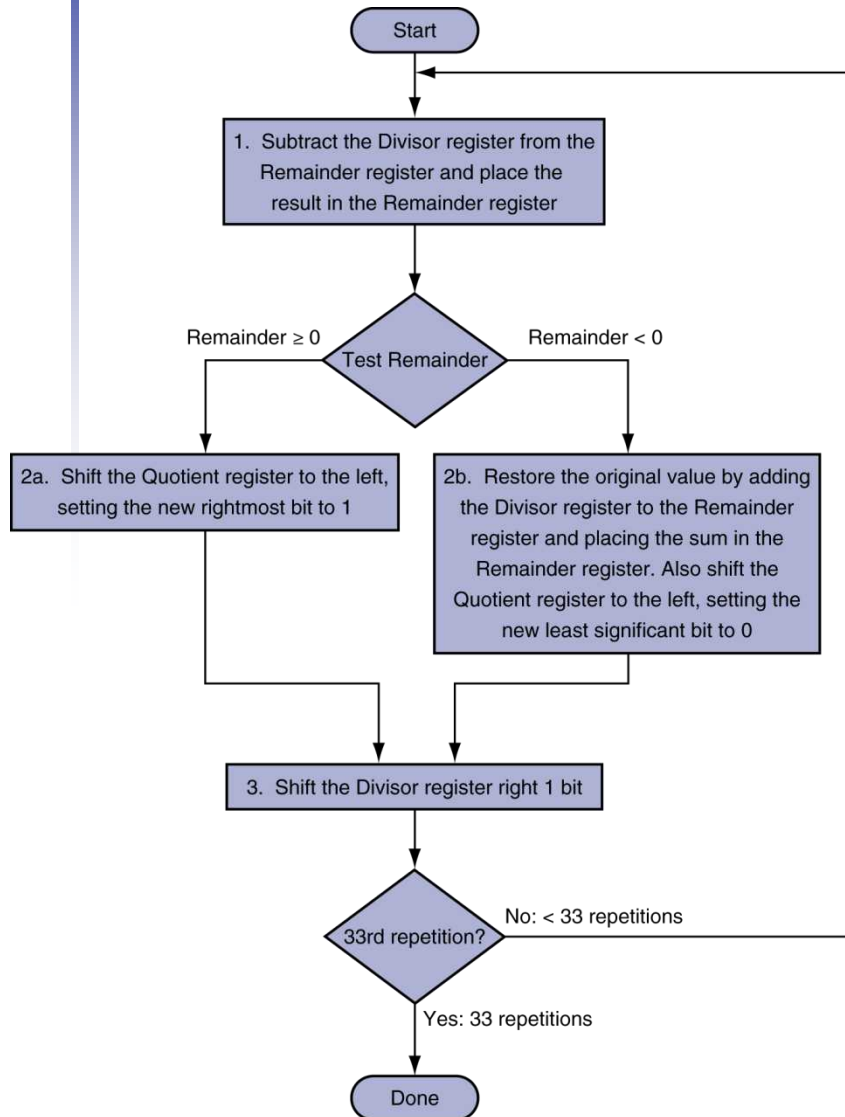 Start
1. Subtract the Divisor register from the
Remainder register and place the
result in the Remainder register
Remainder ≥ 0
Remainder < 0
Test Remainder
2a. Shift the Quotient register to the left,
setting the new rightmost bit to 1
2b. Restore the original value by adding
the Divisor register to the Remainder
register and placing the sum in the
Remainder register. Also shift the
Quotient register to the left, setting the
new least significant bit to 0
3. Shift the Divisor register right 1 bit
33rd repetition?
No: < 33 repetitions
Yes: 33 repetitions
Done